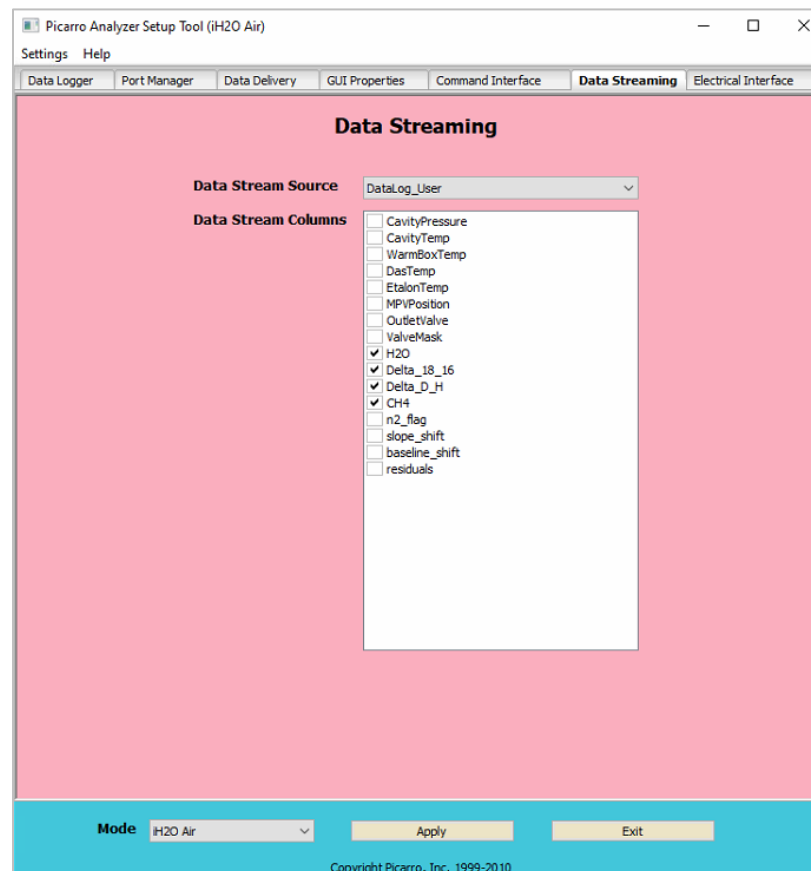 Picarro Analyzer Setup Tool (iH2O Air)
Settings Help
Data Logger Port Manager Data Delivery GUI Properties Command Interface Data Streaming Electrical Interface
Data Streaming
Data Stream Source DataLog_User
Data Stream Columns
CavityPressure
CavityTemp
WarmBoxTemp
DasTemp
EtalonTemp
MPVPosition
OutletValve
ValveMask
H2O
Delta_18_16
Delta_D_H
CH4
n2_flag
slope_shift
baseline_shift
residuals
Mode iH2O Air Apply Exit
Copyright Picarro, Inc. 1999-2010